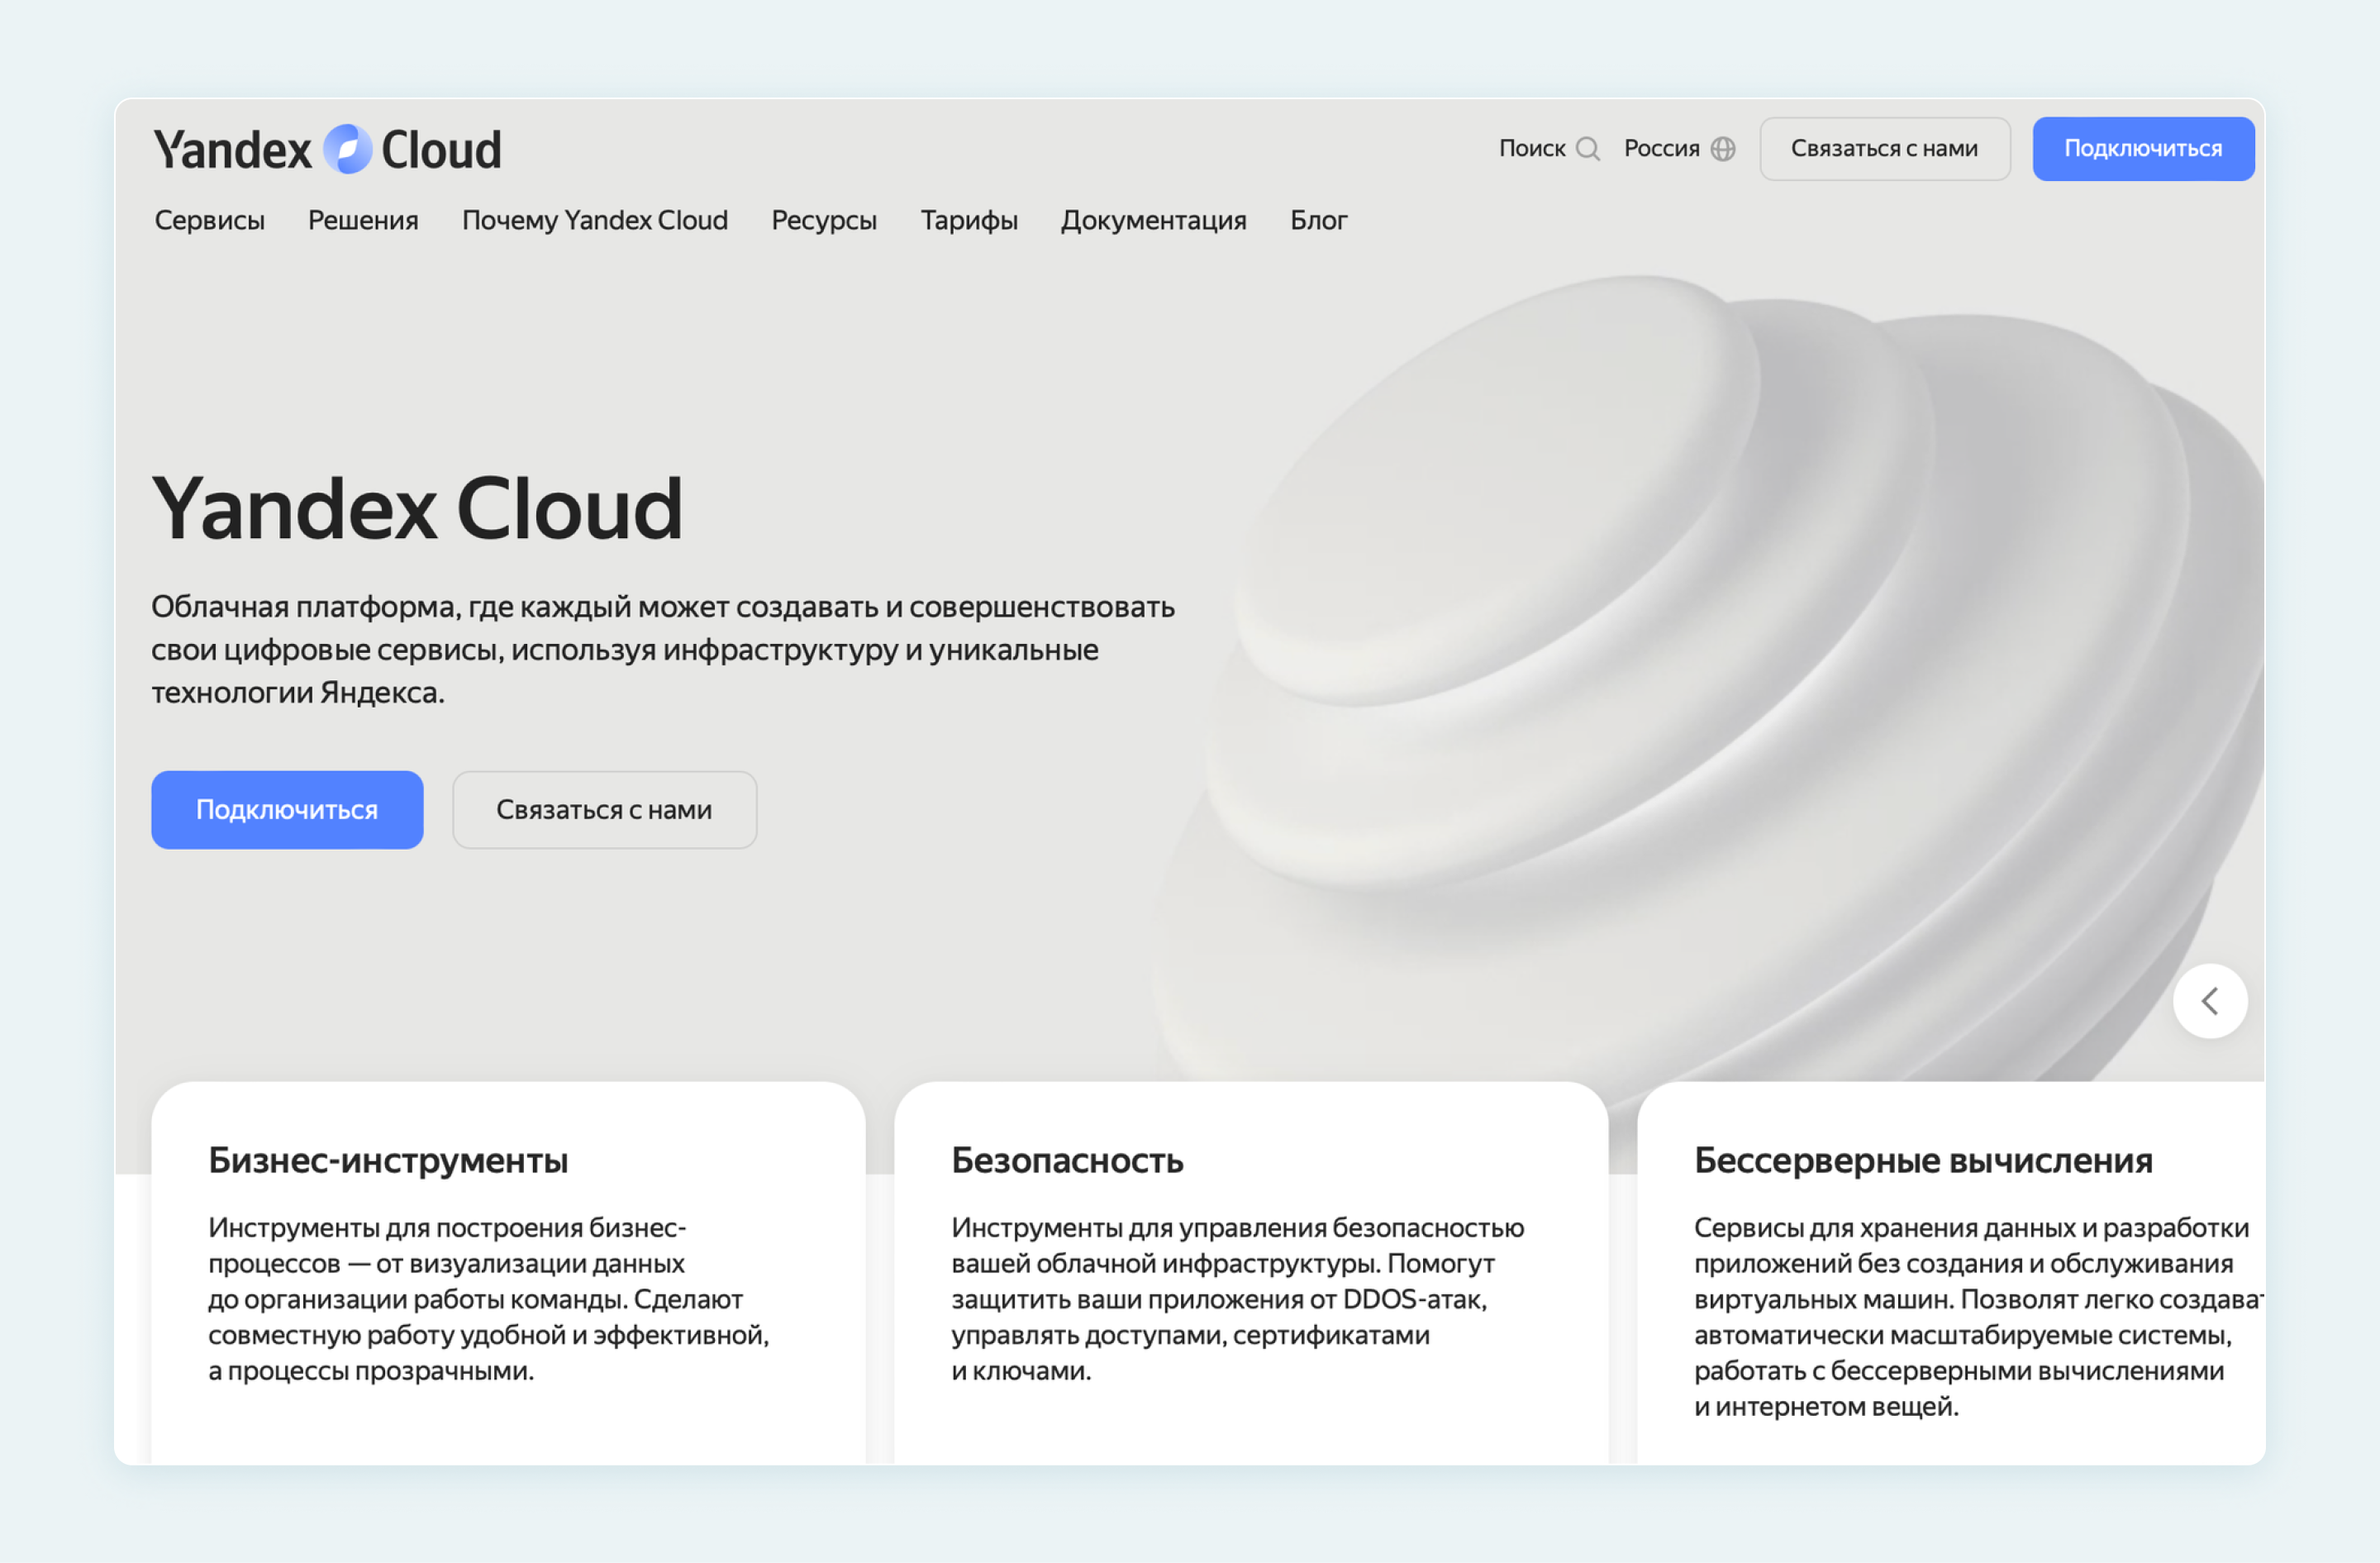 Yandex Cloud
Поиск
Россия
Связаться с нами
Подключиться
Сервисы
Решения
Почему Yandex Cloud
Ресурсы
Тарифы
Документация
Блог
Yandex Cloud
Облачная платформа, где каждый может создавать и совершенствовать
свои цифровые сервисы, используя инфраструктуру и уникальные
технологии Яндекса.
Подключиться
Связаться с нами
Бизнес-инструменты
Инструменты для построения бизнес-
процессов — от визуализации данных
до организации работы команды. Сделают
совместную работу удобной и эффективной,
а процессы прозрачными.
Безопасность
Инструменты для управления безопасностью
вашей облачной инфраструктуры. Помогут
защитить ваши приложения от DDOS-атак,
управлять доступами, сертификатами
и ключами.
Бессерверные вычисления
Сервисы для хранения данных и разработки
приложений без создания и обслуживания
виртуальных машин. Позволят легко
автоматически масштабируемые системы,
работать с бессерверными вычислениями
и интернетом вещей.